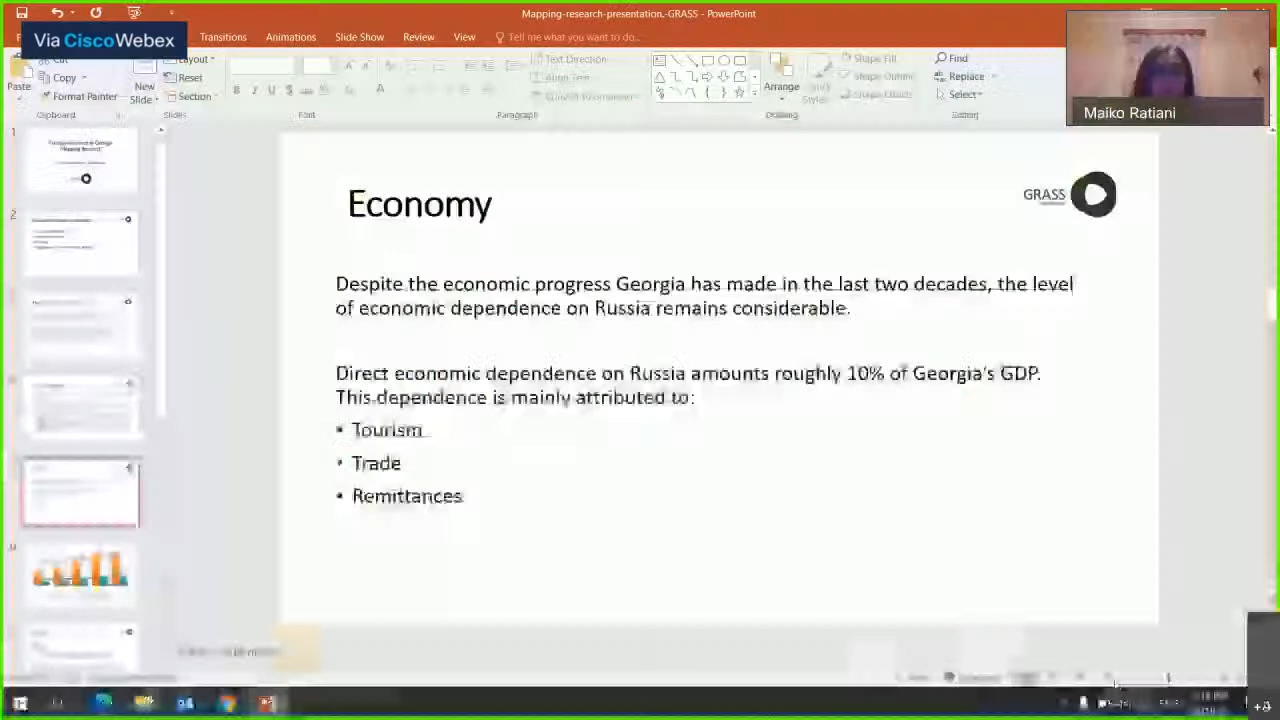 Mapping-research-presentation.-GRASS - PowerPoint
Via CiscoWebex
Transitions
Animations
Slide Show
Review
View
Tell me what you want to do...
Cut
Copy
Format Painter
Paste
Clipboard
New
Slide
Layout
Reset
Section
Slides
Font
Text Direction
Align Text
Convert to SmartArt
Paragraph
Arrange
Styles
Shape Fill
Shape Outline
Shape Effects
Drawing
Find
Replace
Select
Editing
Maiko Ratiani
1
2
Economy
GRASS
Despite the economic progress Georgia has made in the last two decades, the level
of economic dependence on Russia remains considerable.
Direct economic dependence on Russia amounts roughly 10% of Georgia's GDP.
This dependence is mainly attributed to:
• Tourism
• Trade
• Remittances